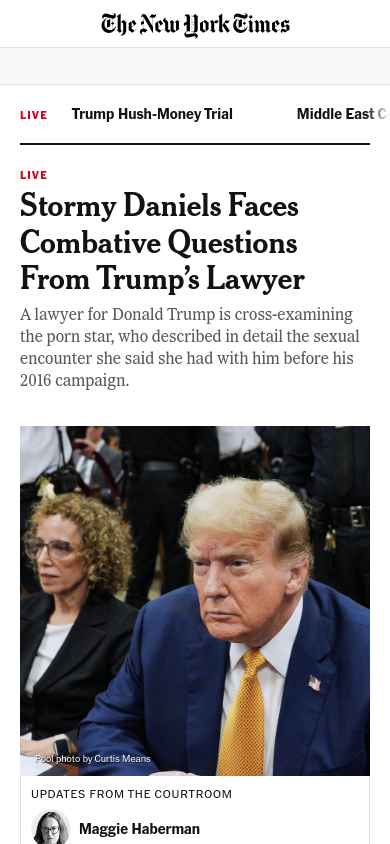 The New York Times
LIVE
Trump Hush-Money Trial
Middle East C
LIVE
Stormy Daniels Faces
Combative Questions
From Trump’s Lawyer
A lawyer for Donald Trump is cross-examining
the porn star, who described in detail the sexual
encounter she said she had with him before his
2016 campaign.
Pool photo by Curtis Means
UPDATES FROM THE COURTROOM
Maggie Haberman